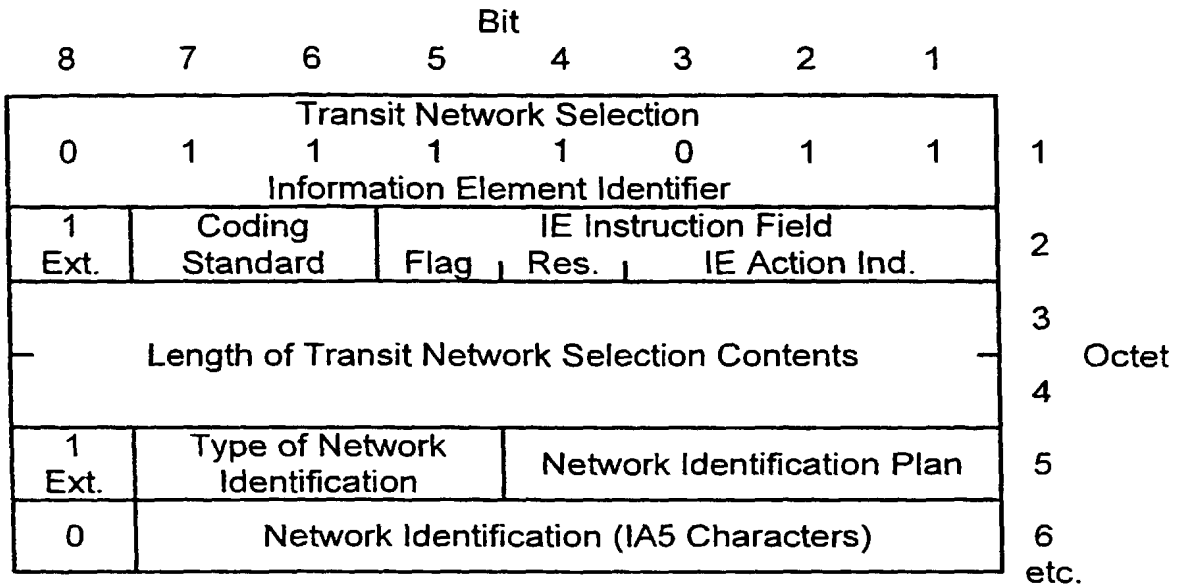 Bit
8 7 6 5 4 3 2 1
Transit Network Selection
0 1 1 1 1 0 1 1 1
Information Element Identifier
1 Coding IE Instruction Field
Ext. Standard Flag Res. IE Action Ind. 2
3
Length of Transit Network Selection Contents Octet
4
1 Type of Network
Ext. Identification Network Identification Plan 5
0 Network Identification (IA5 Characters) 6
etc.